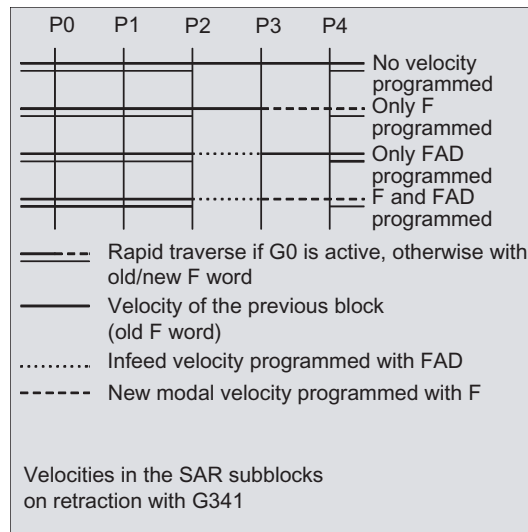 P0 P1 P2 P3 P4
No velocity
programmed
Only F
programmed
Only FAD
programmed
F and FAD
programmed
Rapid traverse if G0 is active, otherwise with
old/new F word
Velocity of the previous block
(old F word)
Infeed velocity programmed with FAD
New modal velocity programmed with F
Velocities in the SAR subblocks
on retraction with G341